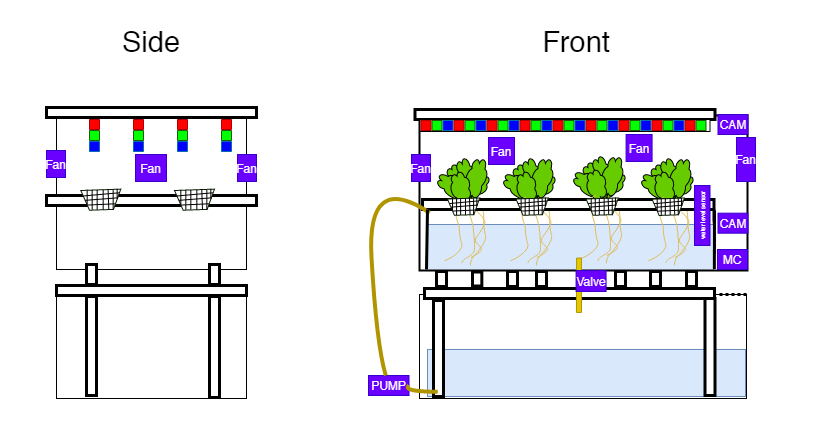 Side
Front
Fan
Fan
Fan
CAM
Fan
Fan
Fan
Fan
water level sensor
CAM
MC
Valve
PUMP